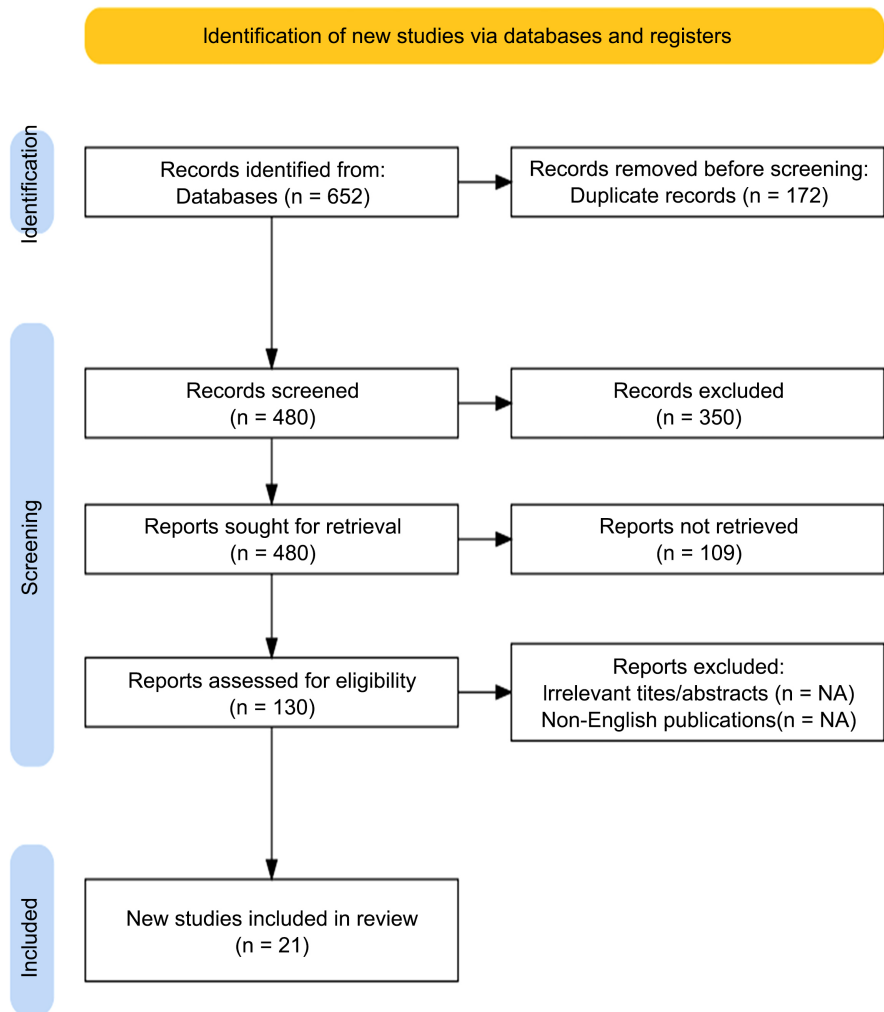 Identification of new studies via databases and registers
Identification
Records identified from:
Databases (n = 652)
Records removed before screening:
Duplicate records (n = 172)
Screening
Records screened
(n = 480)
Records excluded
(n = 350)
Reports sought for retrieval
(n = 480)
Reports not retrieved
(n = 109)
Reports assessed for eligibility
(n = 130)
Reports excluded:
Irrelevant tites/abstracts (n = NA)
Non-English publications(n = NA)
Included
New studies included in review
(n = 21)